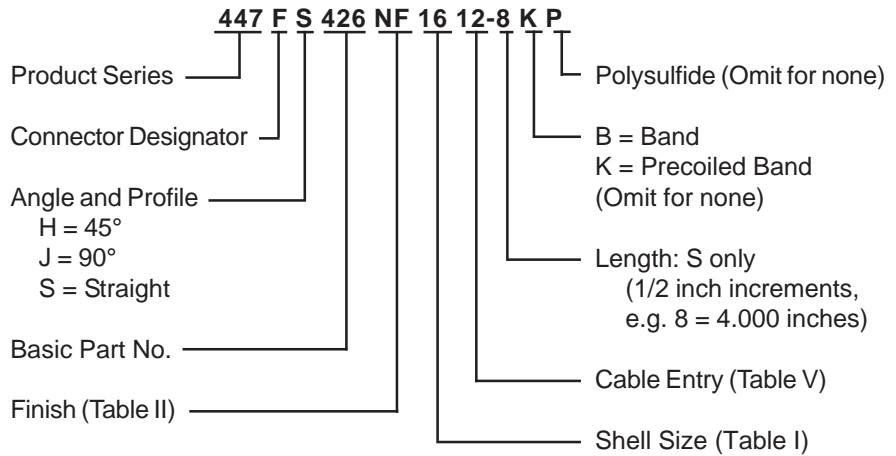 447 F S 426 NF 16 12-8 K P
Product Series
Connector Designator
Angle and Profile
H = 45°
J = 90°
S = Straight
Basic Part No.
Finish (Table II)
Polysulfide (Omit for none)
B = Band
K = Precoiled Band
(Omit for none)
Length: S only
(1/2 inch increments,
e.g. 8 = 4.000 inches)
Cable Entry (Table V)
Shell Size (Table I)